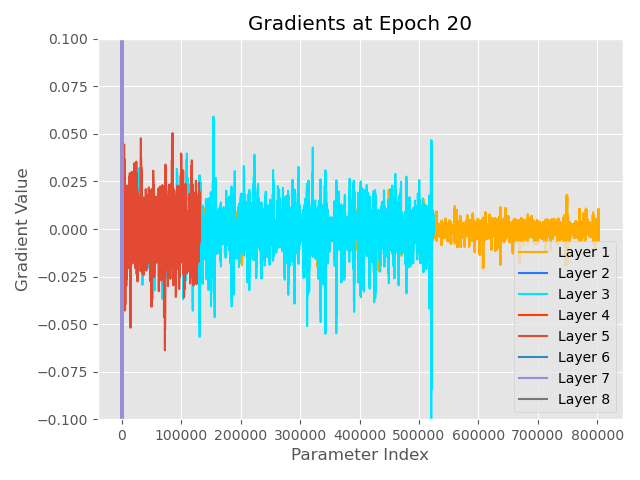 Gradients at Epoch 20
Gradient Value
0.100
0.075
0.050
0.025
0.000
−0.025
−0.050
−0.075
−0.100
Layer 1
Layer 2
Layer 3
Layer 4
Layer 5
Layer 6
Layer 7
Layer 8
0 100000 200000 300000 400000 500000 600000 700000 800000
Parameter Index